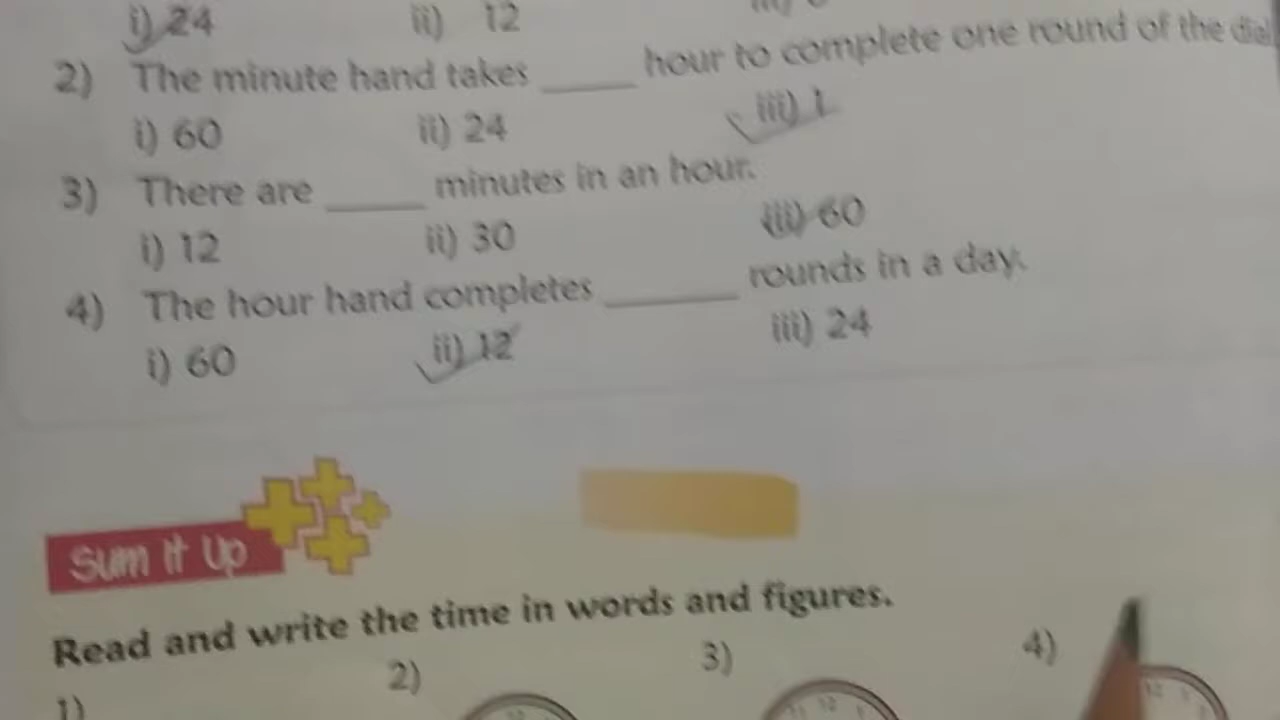 i) 24 ii) 12
2) The minute hand takes _____ hour to complete one round of the dial
i) 60 ii) 24 iii) 1
3) There are _____ minutes in an hour.
i) 12 ii) 30 iii) 60
4) The hour hand completes _______ rounds in a day.
i) 60 ii) 12 iii) 24
Sum It Up
Read and write the time in words and figures.
1) 2) 3) 4)